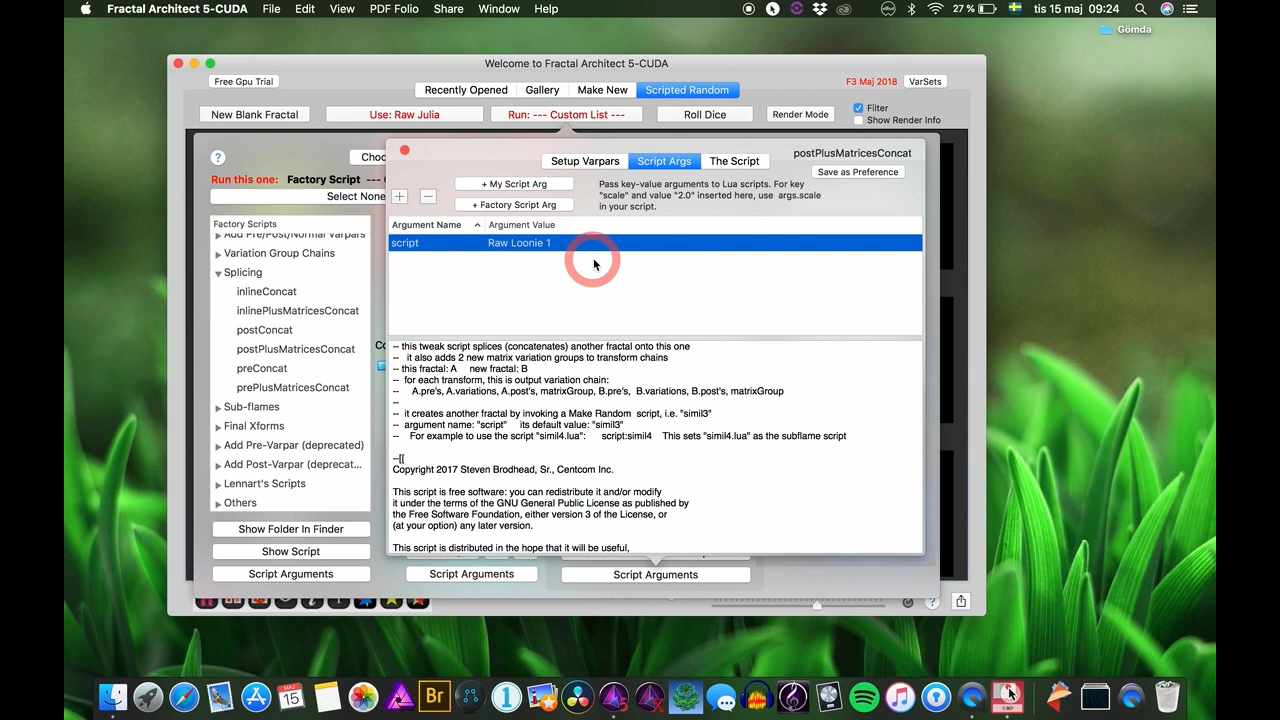 Fractal Architect 5-CUDA File Edit View PDF Folio Share Window Help
27 % tis 15 maj 09:24
Gömda
Welcome to Fractal Architect 5-CUDA
Free Gpu Trial
Recently Opened Gallery Make New Scripted Random
F3 Maj 2018 VarSets
New Blank Fractal Use: Raw Julia Run: --- Custom List --- Roll Dice Render Mode
Filter
Show Render Info
? Choo
Run this one: Factory Script ---
Select None
Factory Scripts
Add Pre/Post/Normal Varpars
Variation Group Chains
Splicing
inlineConcat
inlinePlusMatricesConcat
postConcat
postPlusMatricesConcat
preConcat
prePlusMatricesConcat
Sub-flames
Final Xforms
Add Pre-Varpar (deprecated)
Add Post-Varpar (deprecat...
Lennart's Scripts
Others
Show Folder In Finder
Show Script
Script Arguments Script Arguments Script Arguments
Setup Varpars Script Args The Script
postPlusMatricesConcat
Save as Preference
+ My Script Arg
+ Factory Script Arg
Pass key-value arguments to Lua scripts. For key
"scale" and value "2.0" inserted here, use args.scale
in your script.
Argument Name Argument Value
script Raw Loonie 1
-- this tweak script splices (concatenates) another fractal onto this one
-- it also adds 2 new matrix variation groups to transform chains
-- this fractal: A new fractal: B
-- for each transform, this is output variation chain:
-- A.pre's, A.variations, A.post's, matrixGroup, B.pre's, B.variations, B.post's, matrixGroup
--
-- it creates another fractal by invoking a Make Random script, i.e. "simil3"
-- argument name: "script" its default value: "simil3"
-- For example to use the script "simil4.lua": script:simil4 This sets "simil4.lua" as the subflame script
--[[
Copyright 2017 Steven Brodhead, Sr., Centcom Inc.
This script is free software: you can redistribute it and/or modify
it under the terms of the GNU General Public License as published by
the Free Software Foundation, either version 3 of the License, or
(at your option) any later version.
This script is distributed in the hope that it will be useful,
?
MAJ
15
Br